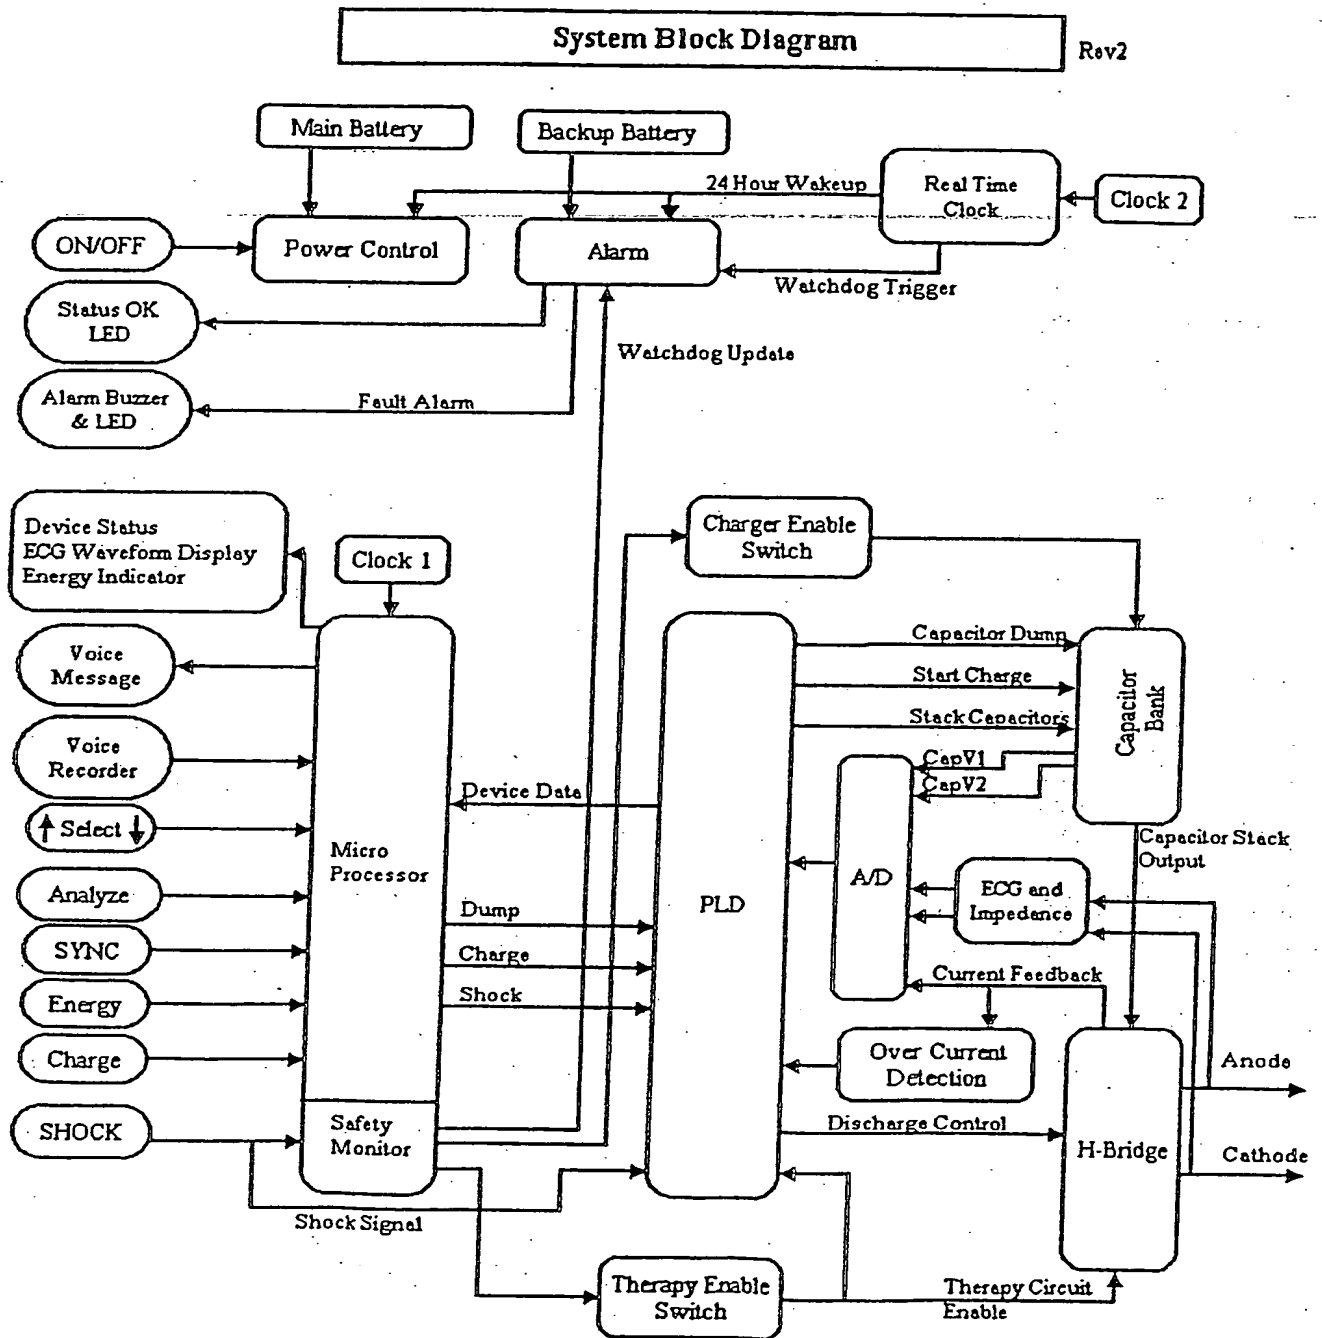 System Block Diagram
Rev2
Main Battery
Backup Battery
24 Hour Wakeup
Real Time
Clock
Clock 2
ON/OFF
Power Control
Alarm
Watchdog Trigger
Status OK
LED
Watchdog Update
Alarm Buzzer
& LED
Fault Alarm
Device Status
ECG Waveform Display
Energy Indicator
Clock 1
Charger Enable
Switch
Voice
Message
Capacitor Dump
Start Charge
Stack Capacitors
Capacitor
Bank
Voice
Recorder
CapV1
CapV2
Device Data
Select
Micro
Processor
Capacitor Stack
Output
A/D
ECG and
Impedance
PLD
Analyze
Dump
SYNC
Charge
Current Feedback
Energy
Shock
Charge
Over Current
Detection
Anode
SHOCK
Safety
Monitor
Discharge Control
H-Bridge
Cathode
Shock Signal
Therapy Enable
Switch
Therapy Circuit
Enable